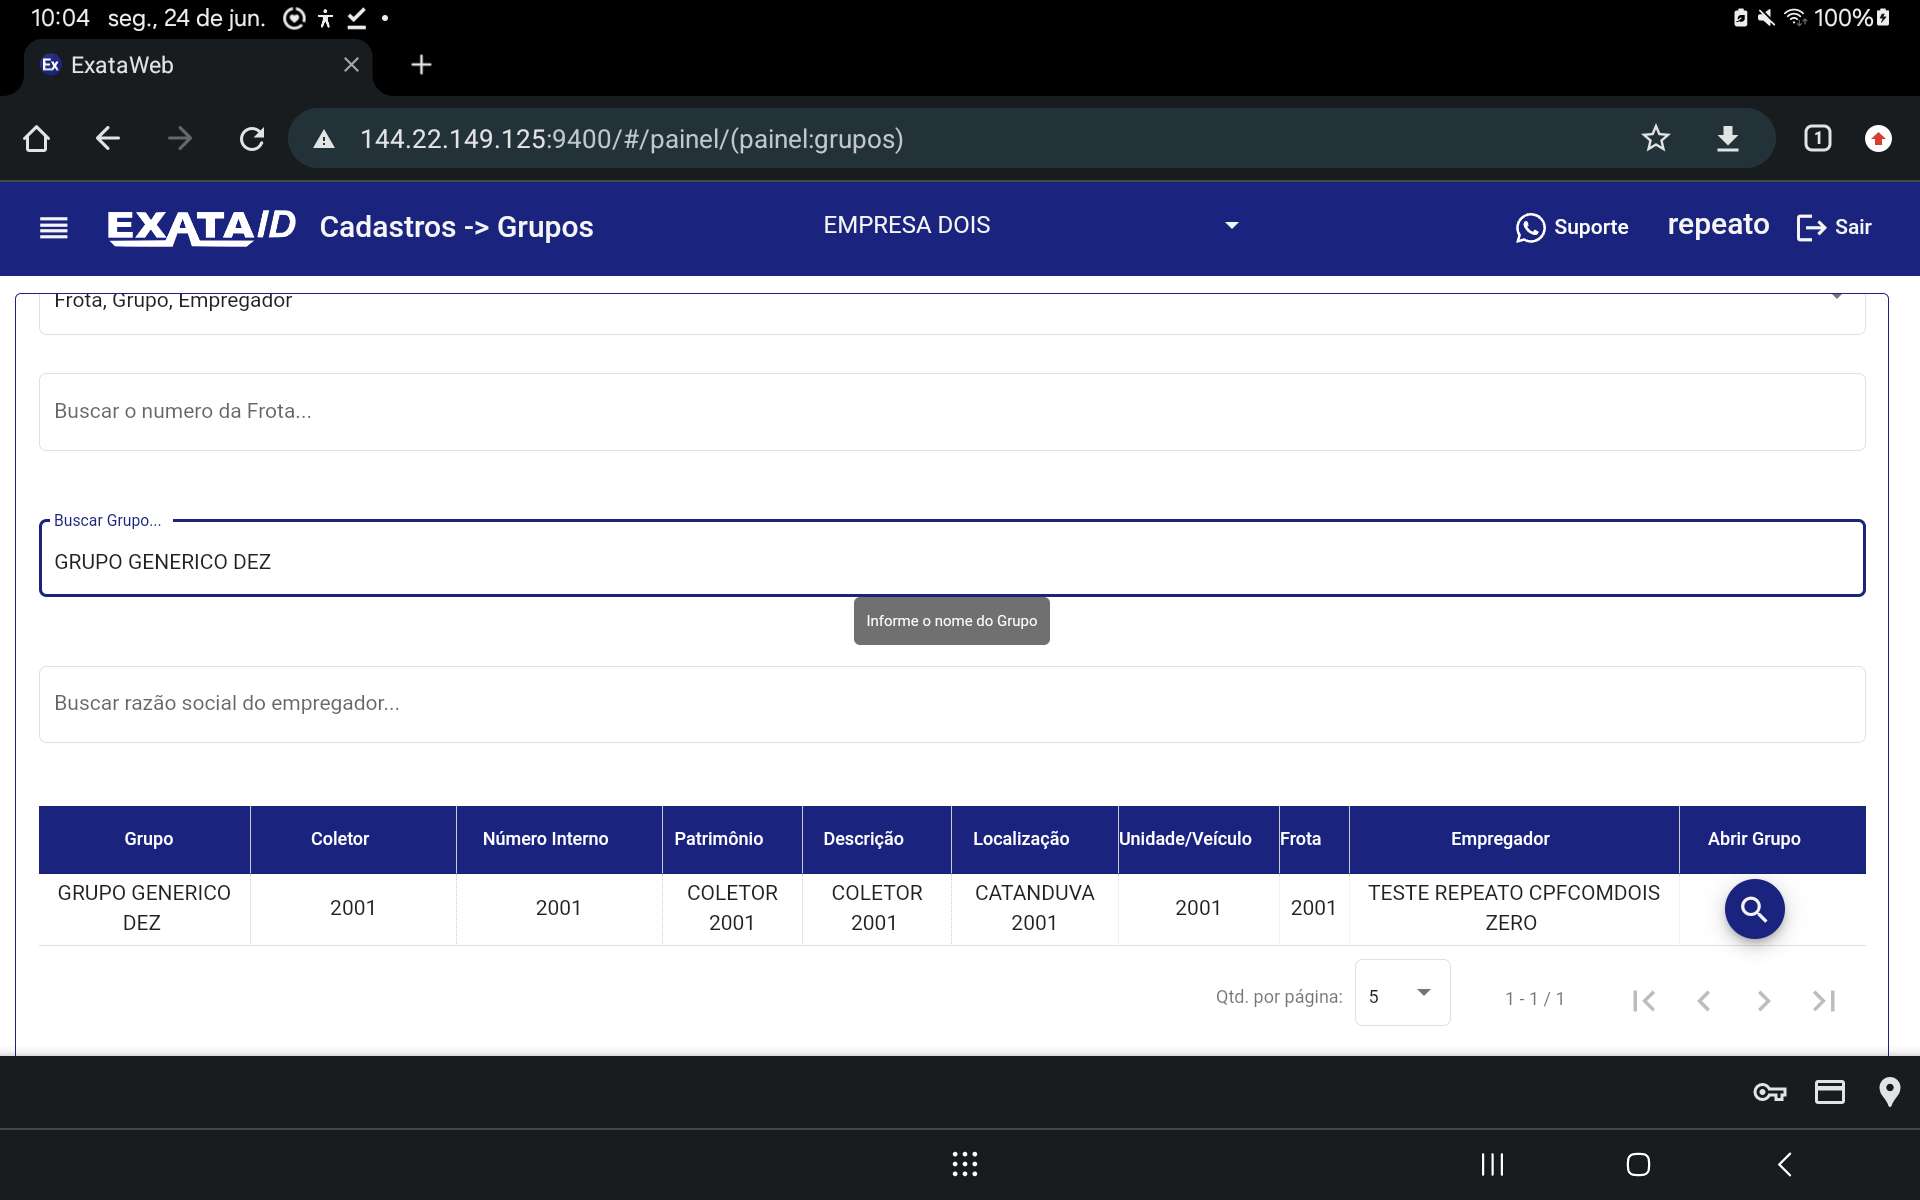 10:04 seg., 24 de jun.
100%
Ex ExataWeb
144.22.149.125:9400/#/painel/(painel:grupos)
1
EXATA/ID Cadastros -> Grupos
EMPRESA DOIS
Suporte
repeato
Sair
Frota, Grupo, Empregador
Buscar o numero da Frota...
Buscar Grupo...
GRUPO GENERICO DEZ
Informe o nome do Grupo
Buscar razão social do empregador...
Grupo Coletor Número Interno Patrimônio Descrição Localização Unidade/Veículo Frota Empregador Abrir Grupo
GRUPO GENERICO DEZ 2001 2001 COLETOR 2001 COLETOR 2001 CATANDUVA 2001 2001 2001 TESTE REPEATO CPFCOMDOIS ZERO
Qtd. por página: 5 1 - 1 / 1